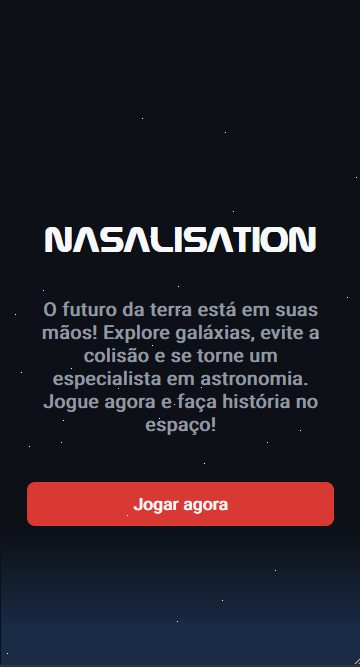 NASALISATION
O futuro da terra está em suas
mãos! Explore galáxias, evite a
colisão e se torne um
especialista em astronomia.
Jogue agora e faça história no
espaço!
Jogar agora